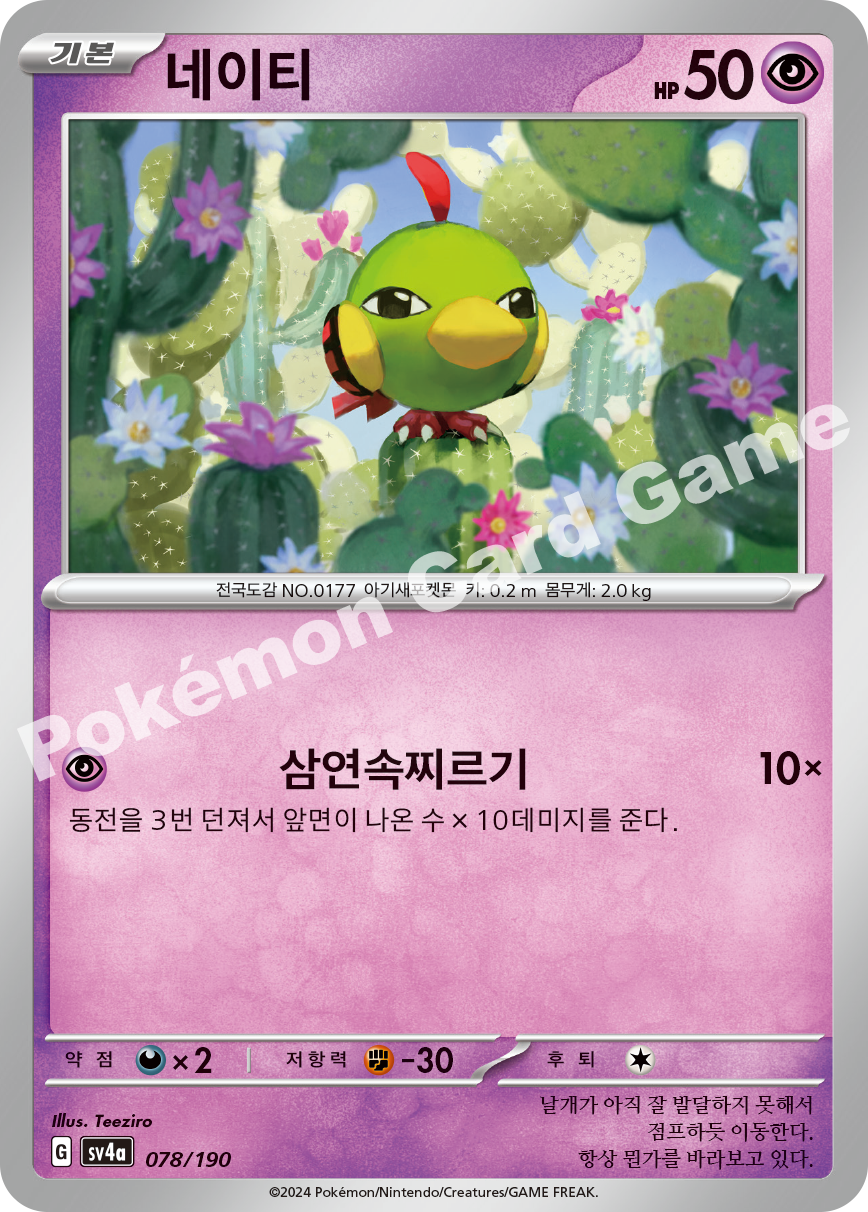 기본
네이티
HP 50
전국도감 NO.0177 아기새포켓몬 키: 0.2 m 몸무게: 2.0 kg
Pokémon Card Game
삼연속찌르기 10×
동전을 3번 던져서 앞면이 나온 수 × 10데미지를 준다.
약점 ×2 저항력 -30 후퇴
Illus. Teeziro
날개가 아직 잘 발달하지 못해서
점프하듯 이동한다.
항상 뭔가를 바라보고 있다.
G sv4a 078/190
©2024 Pokémon/Nintendo/Creatures/GAME FREAK.